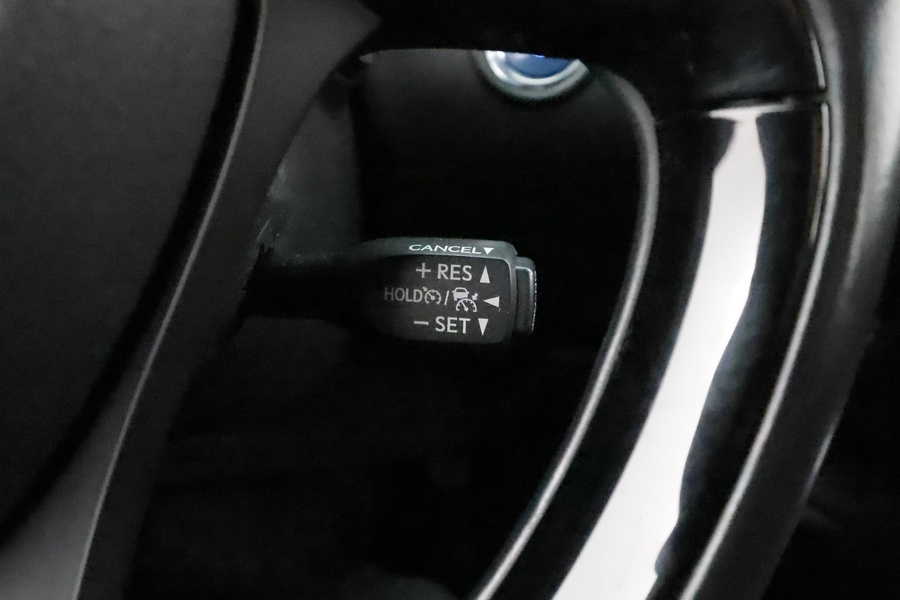 CANCEL▼
+ RES ▲
HOLD / ◀
− SET ▼